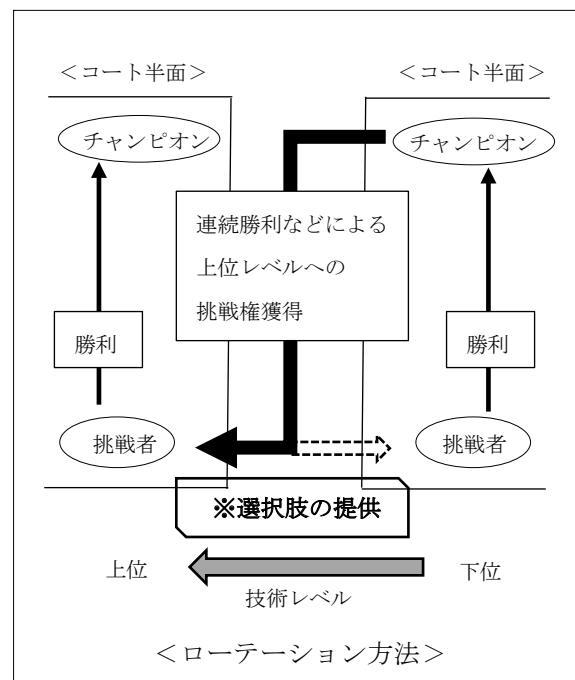 ＜コート半面＞
＜コート半面＞
チャンピオン
チャンピオン
連続勝利などによる
上位レベルへの
挑戦権獲得
勝利
勝利
挑戦者
挑戦者
※選択肢の提供
上位
下位
技術レベル
＜ローテーション方法＞